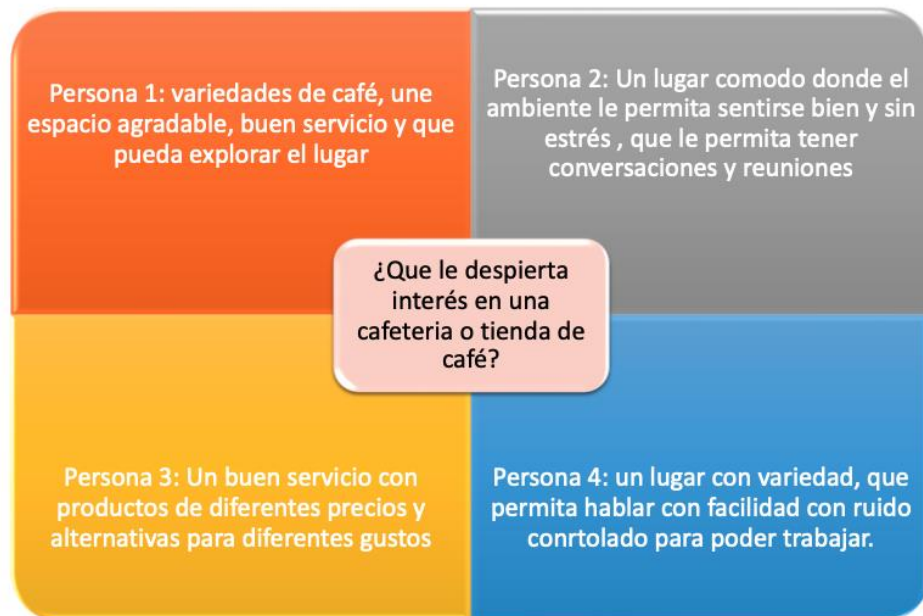 Persona 1: variedades de café, une
espacio agradable, buen servicio y que
pueda explorar el lugar
Persona 2: Un lugar comodo donde el
ambiente le permita sentirse bien y sin
estrés , que le permita tener
conversaciones y reuniones
¿Que le despierta
interés en una
cafeteria o tienda de
café?
Persona 3: Un buen servicio con
productos de diferentes precios y
alternativas para diferentes gustos
Persona 4: un lugar con variedad, que
permita hablar con facilidad con ruido
conrtolado para poder trabajar.